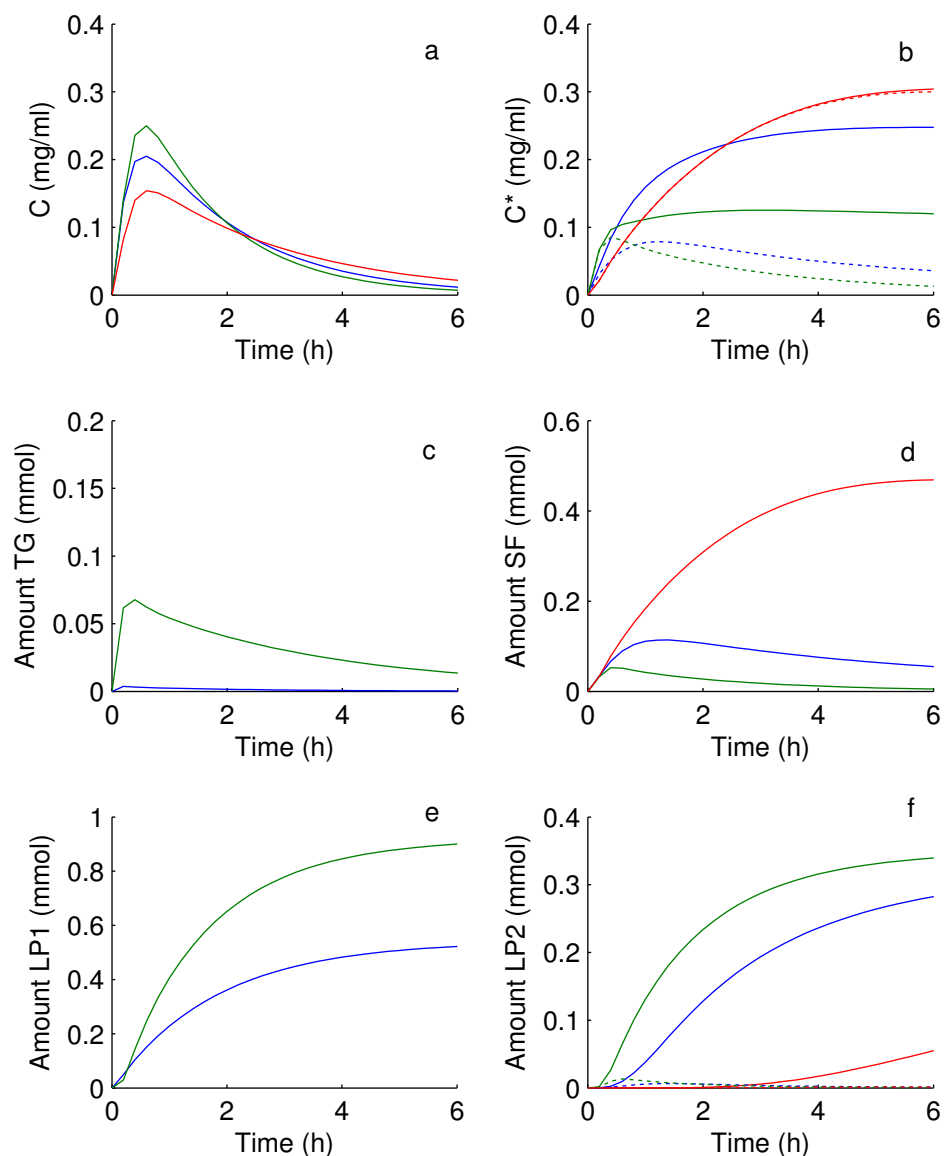 a
C (mg/ml)
0.4
0.3
0.2
0.1
0
0 2 4 6
Time (h)
b
C* (mg/ml)
0.4
0.3
0.2
0.1
0
0 2 4 6
Time (h)
c
Amount TG (mmol)
0.2
0.15
0.1
0.05
0
0 2 4 6
Time (h)
d
Amount SF (mmol)
0.6
0.4
0.2
0
0 2 4 6
Time (h)
e
Amount LP1 (mmol)
1
0.8
0.6
0.4
0.2
0
0 2 4 6
Time (h)
f
Amount LP2 (mmol)
0.4
0.3
0.2
0.1
0
0 2 4 6
Time (h)